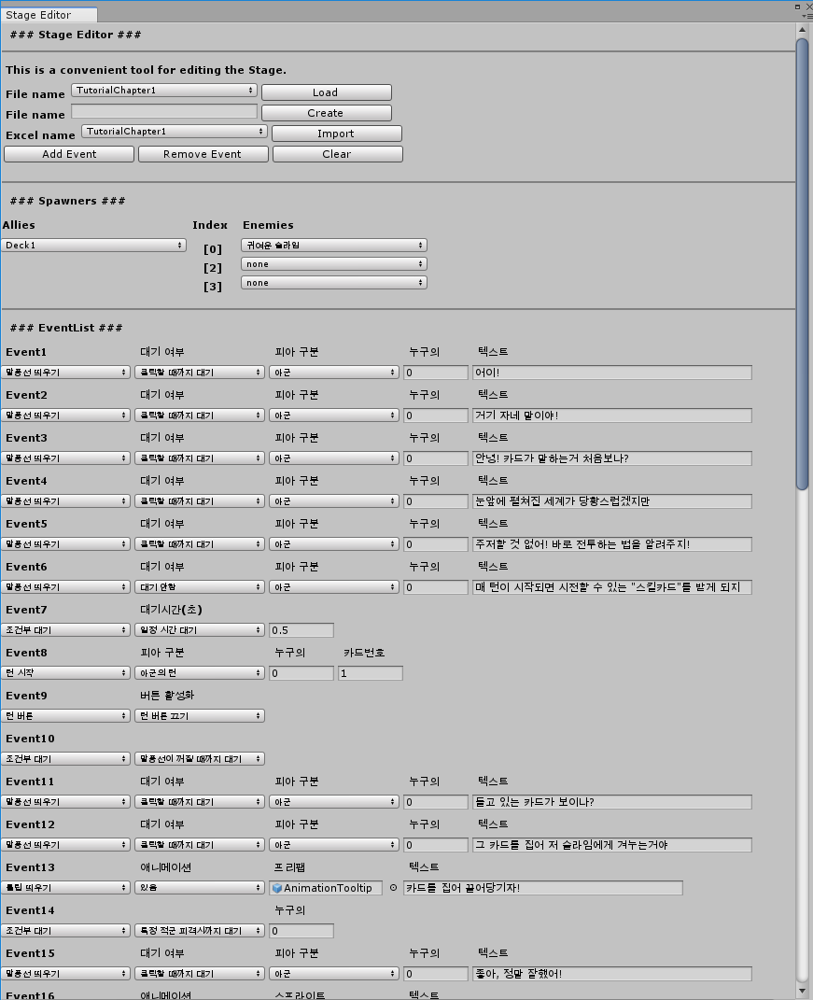 Stage Editor
### Stage Editor ###
This is a convenient tool for editing the Stage.
File name TutorialChapter1 Load
File name Create
Excel name TutorialChapter1 Import
Add Event Remove Event Clear
### Spawners ###
Allies Index Enemies
Deck1 [0] 귀여운 슬라임
[2] none
[3] none
### EventList ###
Event1 대기 여부 피아 구분 누구의 텍스트
말풍선 띄우기 클릭할 때까지 대기 아군 0 어이!
Event2 대기 여부 피아 구분 누구의 텍스트
말풍선 띄우기 클릭할 때까지 대기 아군 0 거기 자네 말이야!
Event3 대기 여부 피아 구분 누구의 텍스트
말풍선 띄우기 클릭할 때까지 대기 아군 0 안녕! 카드가 말하는거 처음보나?
Event4 대기 여부 피아 구분 누구의 텍스트
말풍선 띄우기 클릭할 때까지 대기 아군 0 눈앞에 펼쳐진 세계가 당황스럽겠지만
Event5 대기 여부 피아 구분 누구의 텍스트
말풍선 띄우기 클릭할 때까지 대기 아군 0 주저할 것 없어! 바로 전투하는 법을 알려주지!
Event6 대기 여부 피아 구분 누구의 텍스트
말풍선 띄우기 대기 안함 아군 0 매 턴이 시작되면 시전할 수 있는 "스킬카드"를 받게 되지
Event7 대기시간(초)
조건부 대기 일정 시간 대기 0.5
Event8 피아 구분 누구의 카드번호
턴 시작 아군의 턴 0 1
Event9 버튼 활성화
턴 버튼 턴 버튼 끄기
Event10
조건부 대기 말풍선이 꺼질 때까지 대기
Event11 대기 여부 피아 구분 누구의 텍스트
말풍선 띄우기 클릭할 때까지 대기 아군 0 들고 있는 카드가 보이나?
Event12 대기 여부 피아 구분 누구의 텍스트
말풍선 띄우기 클릭할 때까지 대기 아군 0 그 카드를 집어 저 슬라임에게 겨누는거야
Event13 애니메이션 프리팹 텍스트
툴팁 띄우기 있음 AnimationTooltip 카드를 집어 끌어당기자!
Event14 누구의
조건부 대기 특정 적군 피격시까지 대기 0
Event15 대기 여부 피아 구분 누구의 텍스트
말풍선 띄우기 클릭할 때까지 대기 아군 0 좋아, 정말 잘했어!
Event16 애니메이션 스프라이트 텍스트